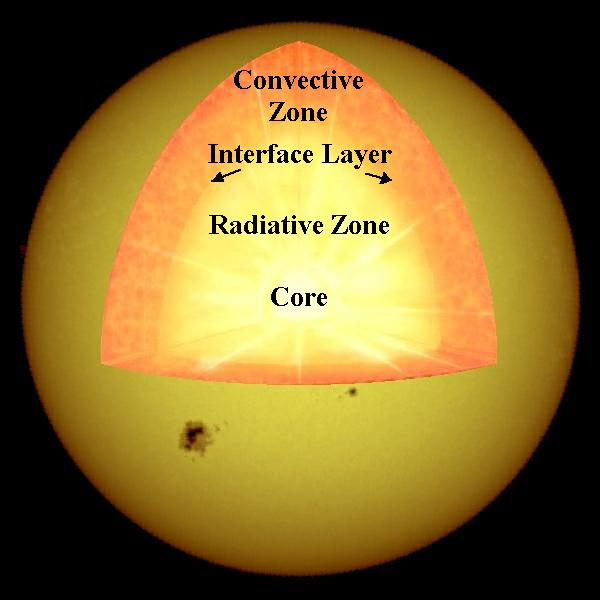 Convective
Zone
Interface Layer
Radiative Zone
Core